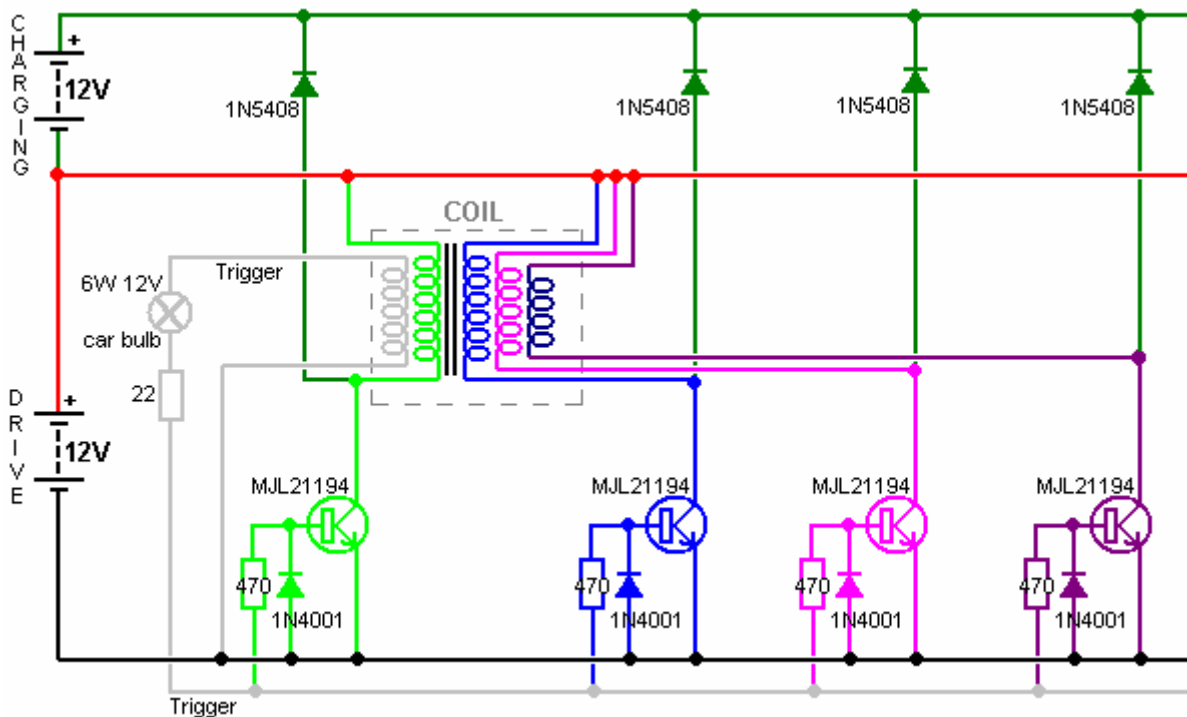 CHARGING
+
12V
1N5408
1N5408
1N5408
1N5408
COIL
Trigger
6W 12V
car bulb
22
DRIVE
+
12V
MJL21194
MJL21194
MJL21194
MJL21194
470
1N4001
470
1N4001
470
1N4001
470
1N4001
Trigger